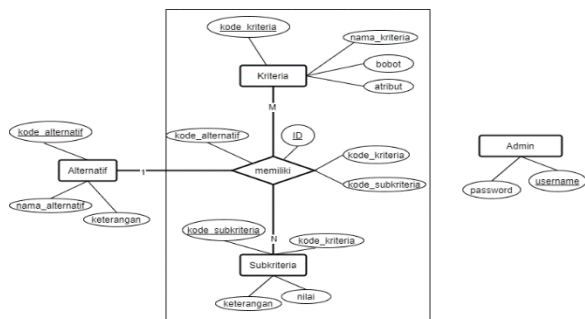 kode_kriteria
nama_kriteria
bobot
Kriteria
atribut
M
kode_alternatif
kode_alternatif
ID
Admin
kode_kriteria
Alternatif
1
memiliki
kode_subkriteria
password
username
nama_alternatif
keterangan
kode_subkriteria
kode_kriteria
N
Subkriteria
keterangan
nilai